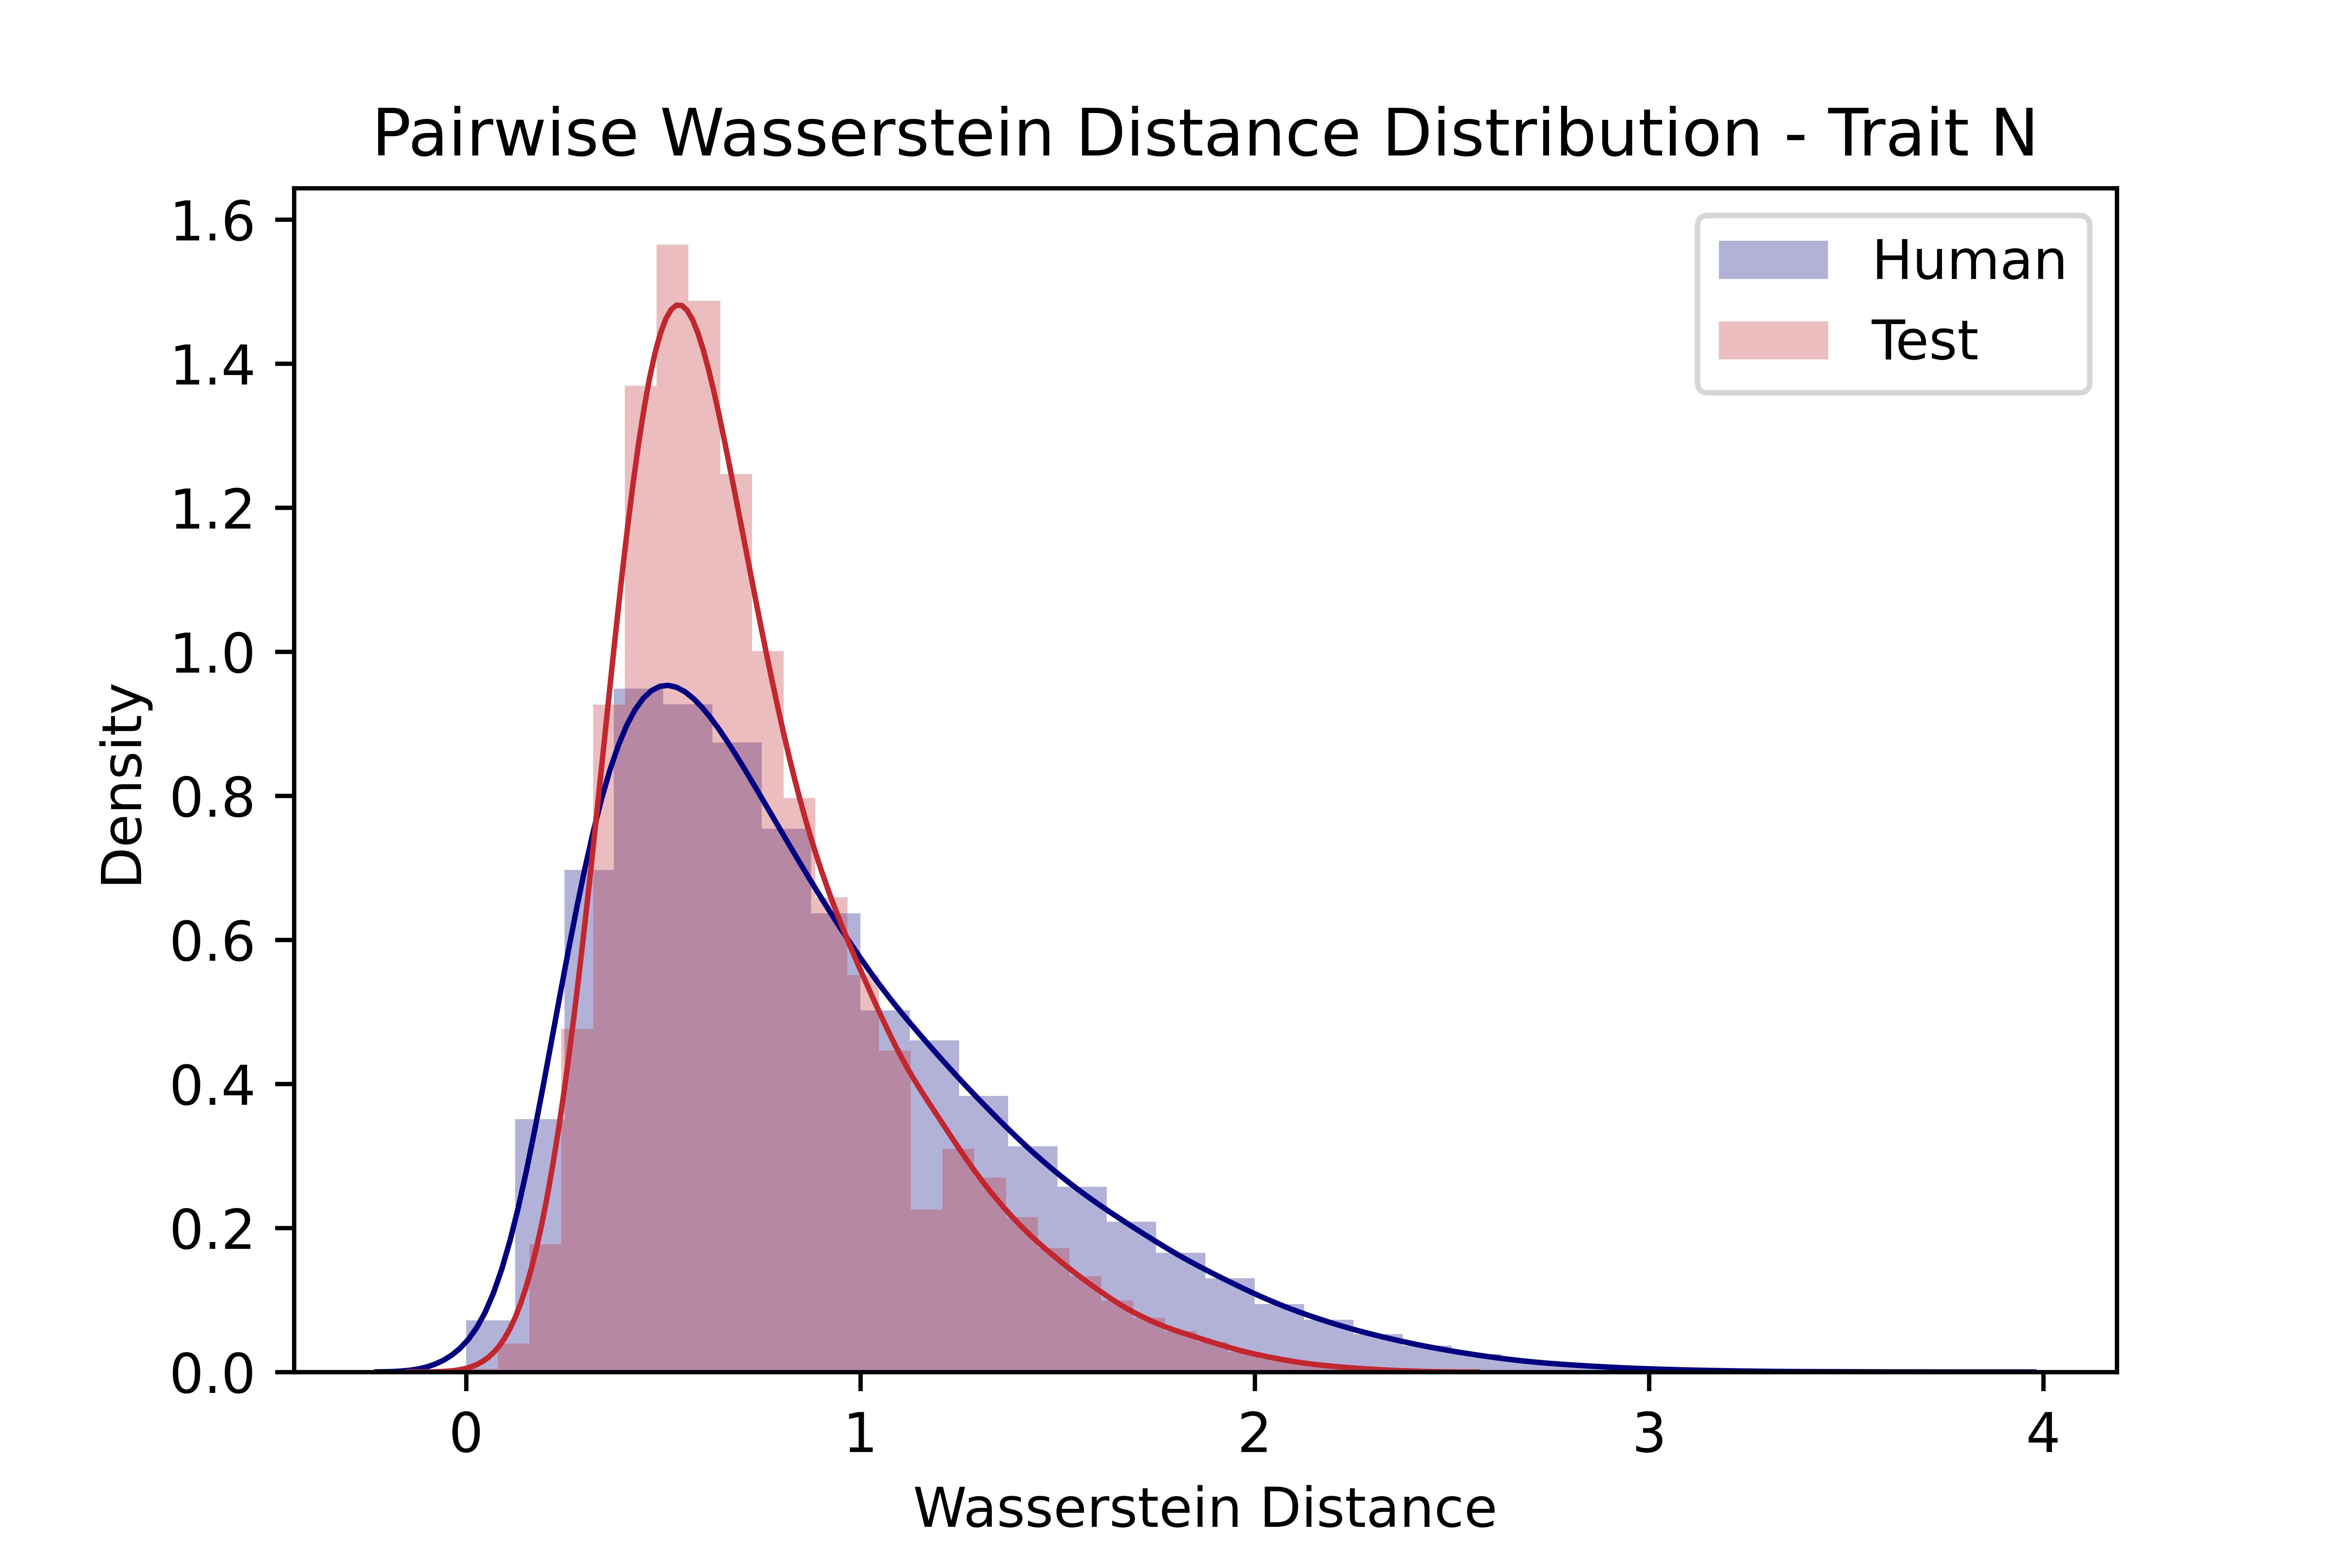 Pairwise Wasserstein Distance Distribution - Trait N
Human
Test
1.6
1.4
1.2
1.0
0.8
0.6
0.4
0.2
0.0
Density
0 1 2 3 4
Wasserstein Distance